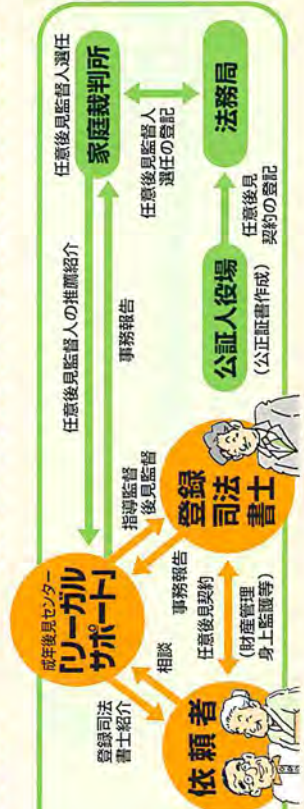 成年後見センター
「リーガル
サポート」
任意後見監督人の推薦紹介
任意後見監督人選任
家庭裁判所
事務報告
登録司法
書士紹介
相談
指導監督
後見監督
事務報告
任意後見監督人
選任の登記
依頼者
任意後見契約
(財産管理
身上監護等)
登録
司法
書士
公証人役場
(公正証書作成)
任意後見
契約の登記
法務局